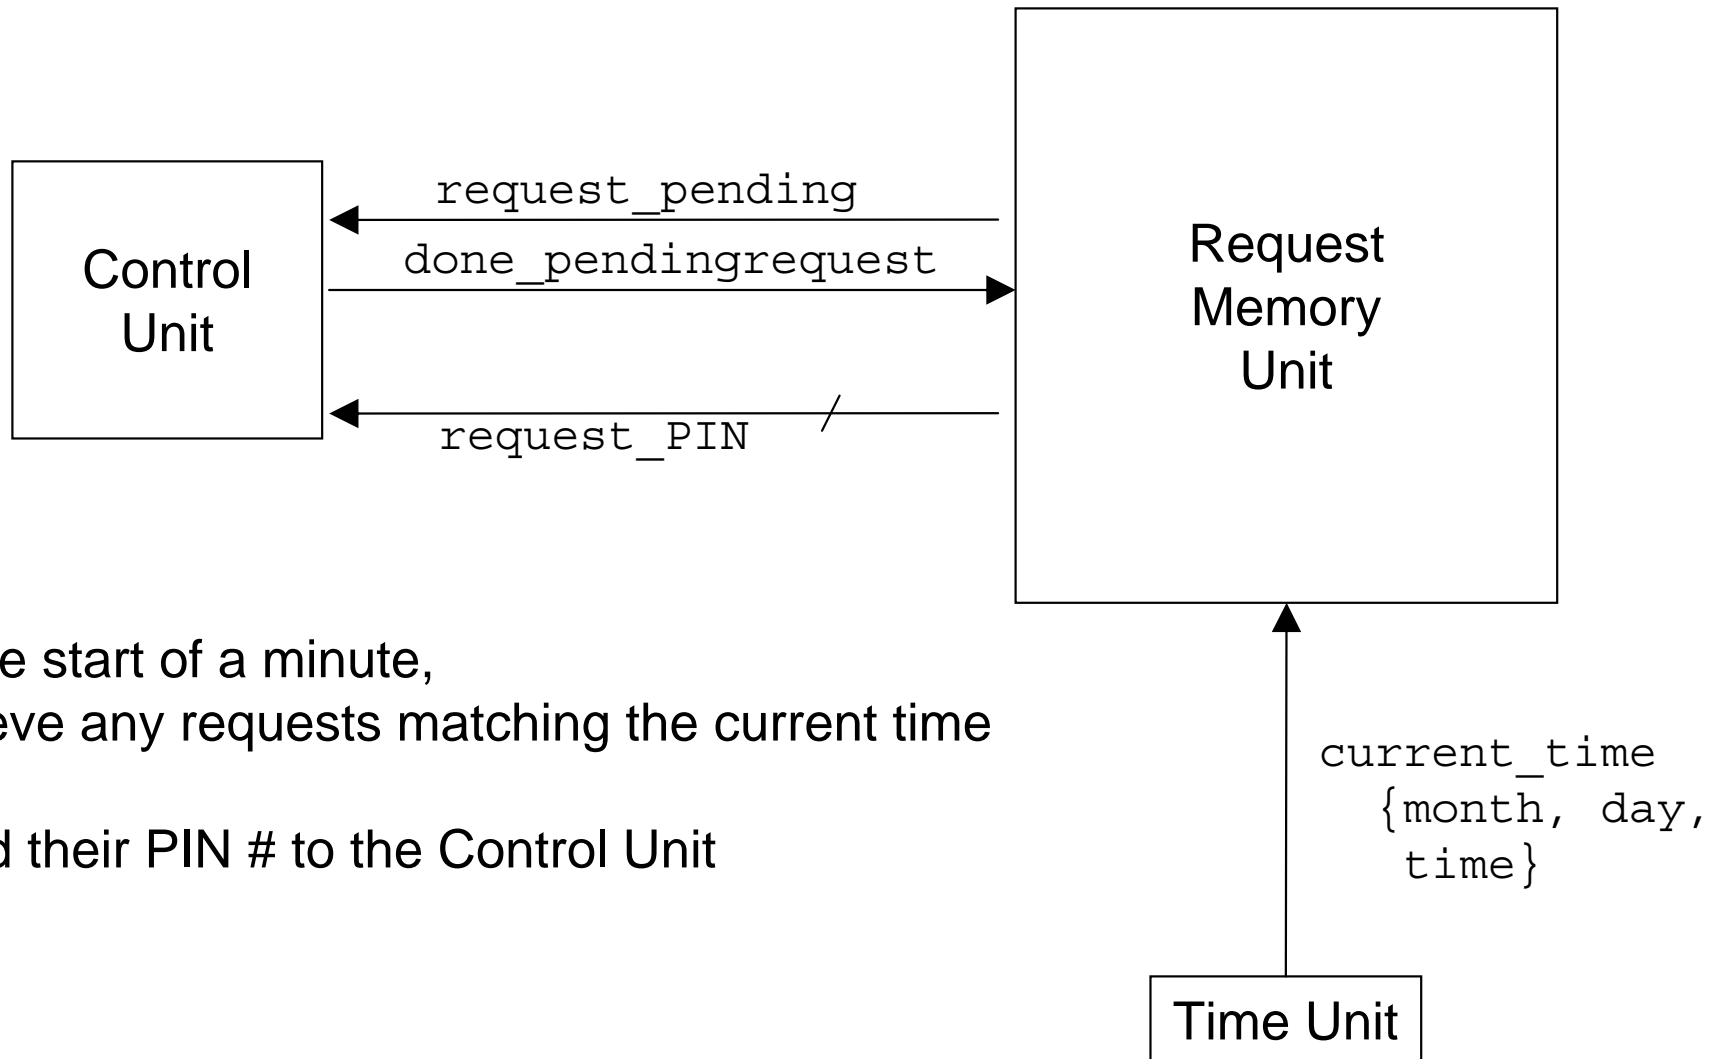 request_pending
done_pendingrequest
Control
Unit
request_PIN
Request
Memory
Unit
e start of a minute,
eve any requests matching the current time
d their PIN # to the Control Unit
current_time
{month, day,
time}
Time Unit